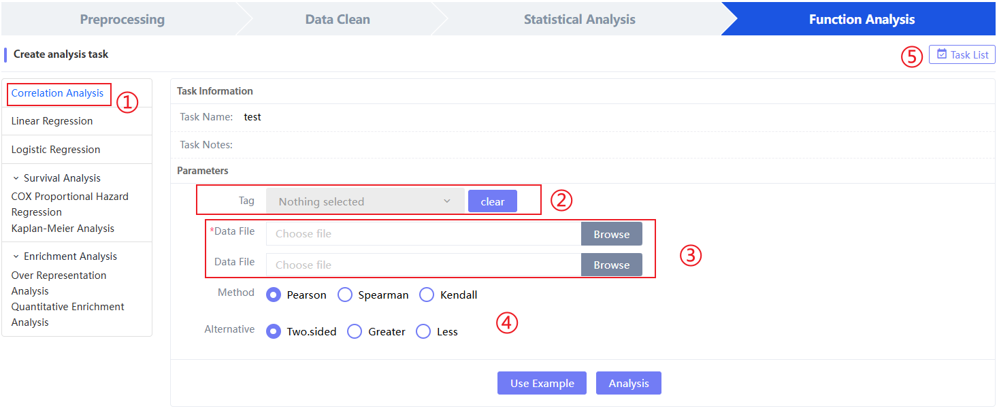 Preprocessing
Data Clean
Statistical Analysis
Function Analysis
Create analysis task
⑤
Task List
Correlation Analysis
①
Linear Regression
Logistic Regression
Survival Analysis
COX Proportional Hazard
Regression
Kaplan-Meier Analysis
Enrichment Analysis
Over Representation
Analysis
Quantitative Enrichment
Analysis
Task Information
Task Name: test
Task Notes:
Parameters
Tag Nothing selected clear
②
*Data File Choose file Browse
Data File Choose file Browse
③
Method Pearson Spearman Kendall
④
Alternative Two.sided Greater Less
Use Example Analysis